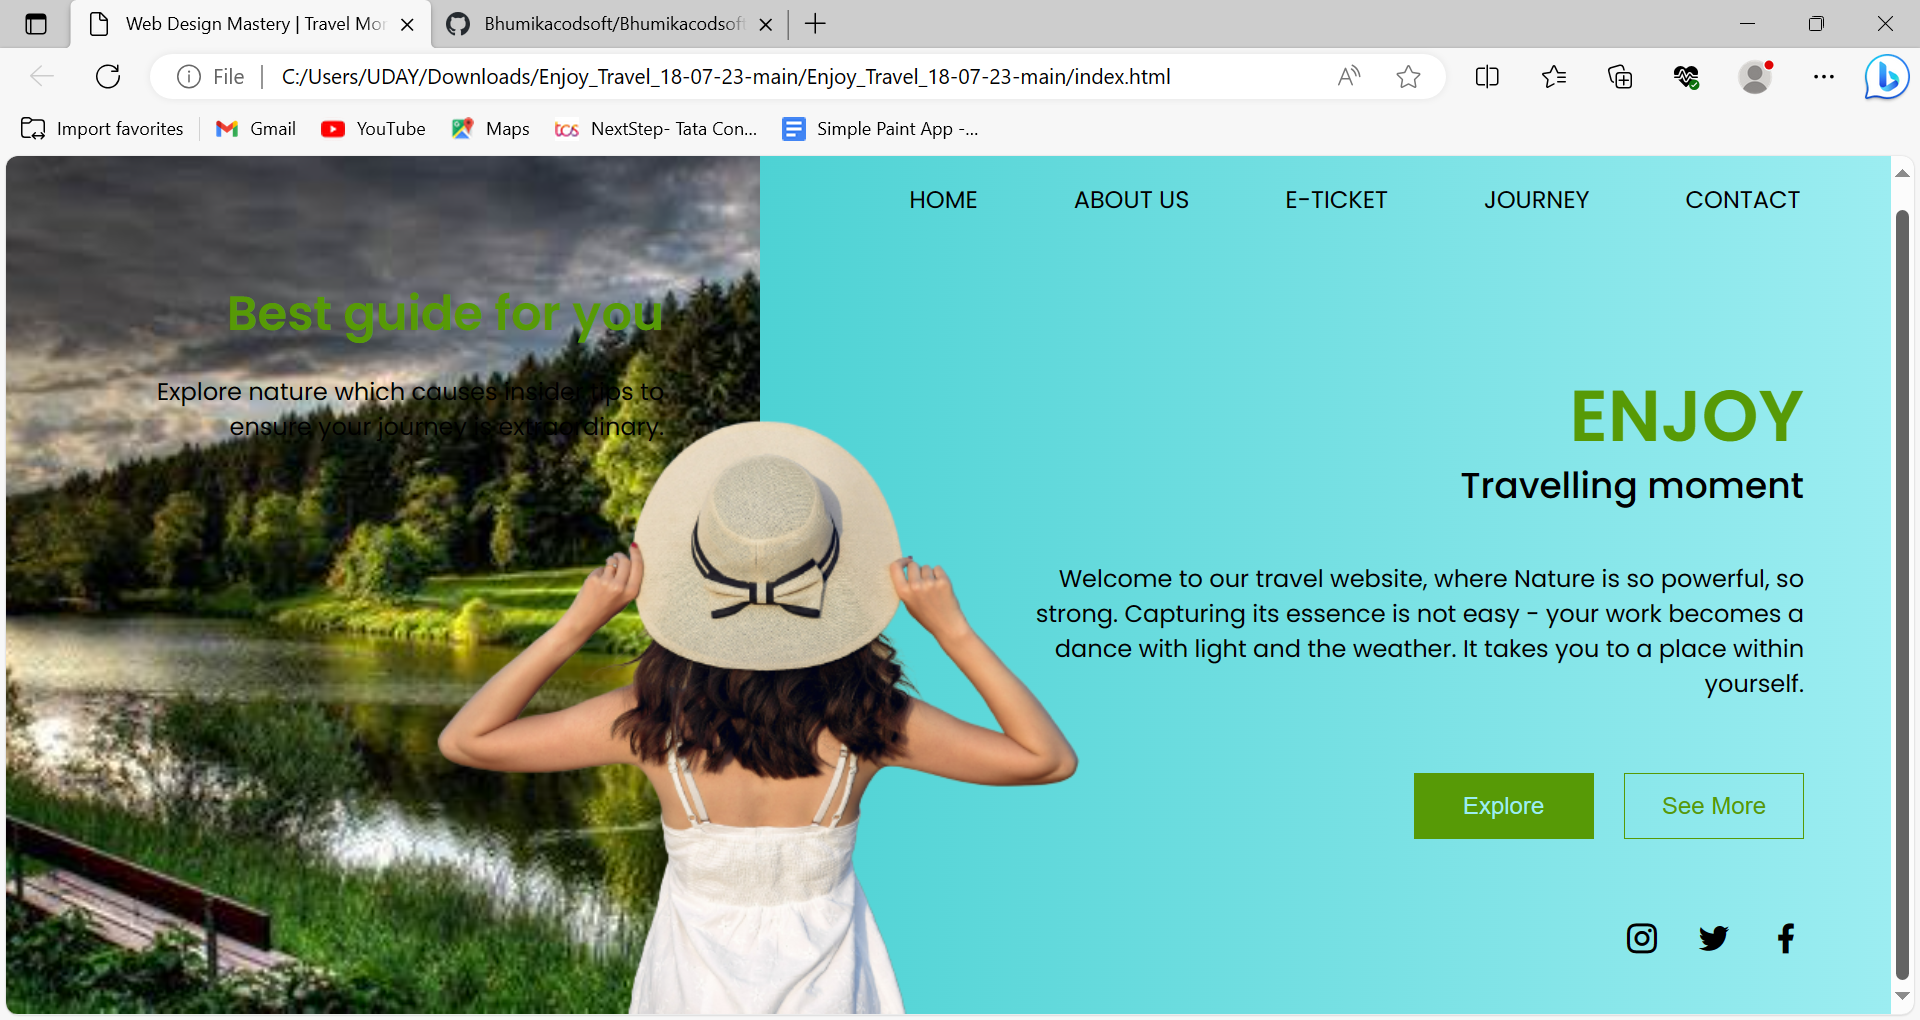 Web Design Mastery | Travel Mor
Bhumikacodsoft/Bhumikacodsoft
File
C:/Users/UDAY/Downloads/Enjoy_Travel_18-07-23-main/Enjoy_Travel_18-07-23-main/index.html
Import favorites
Gmail
YouTube
Maps
tcs
NextStep- Tata Con...
Simple Paint App -...
HOME
ABOUT US
E-TICKET
JOURNEY
CONTACT
Best guide for you
Explore nature which causes insider tips to
ensure your journey is extraordinary.
ENJOY
Travelling moment
Welcome to our travel website, where Nature is so powerful, so
strong. Capturing its essence is not easy - your work becomes a
dance with light and the weather. It takes you to a place within
yourself.
Explore
See More